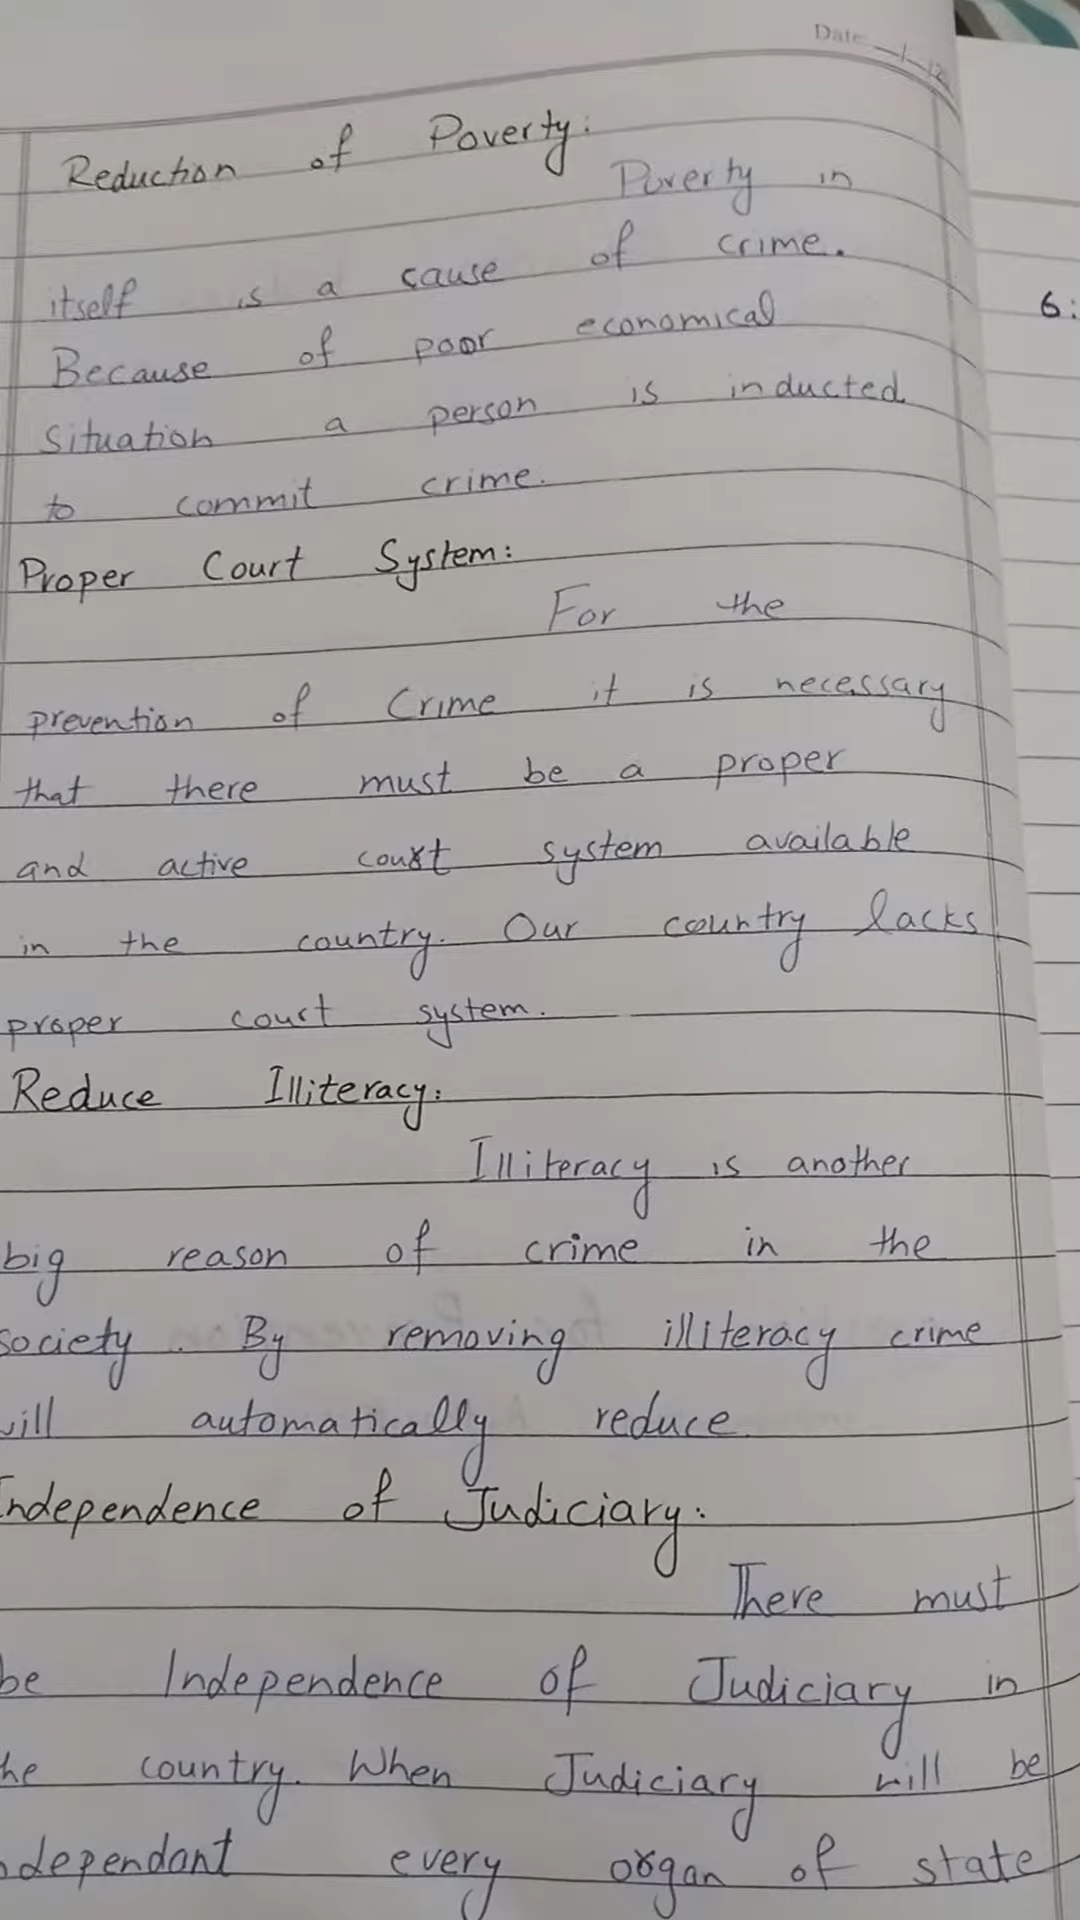 Date
Reduction of Poverty:
Poverty in
itself is a cause of crime.
Because of poor economical
situation a person is inducted
to commit crime.
Proper Court System:
For the
prevention of Crime it is necessary
that there must be a proper
and active court system available
in the country. Our country lacks
proper court system.
Reduce Illiteracy:
Illiteracy is another
big reason of crime in the
society. By removing illiteracy crime
will automatically reduce.
Independence of Judiciary:
There must
be Independence of Judiciary in
he country. When Judiciary will be
dependant every organ of state
6: